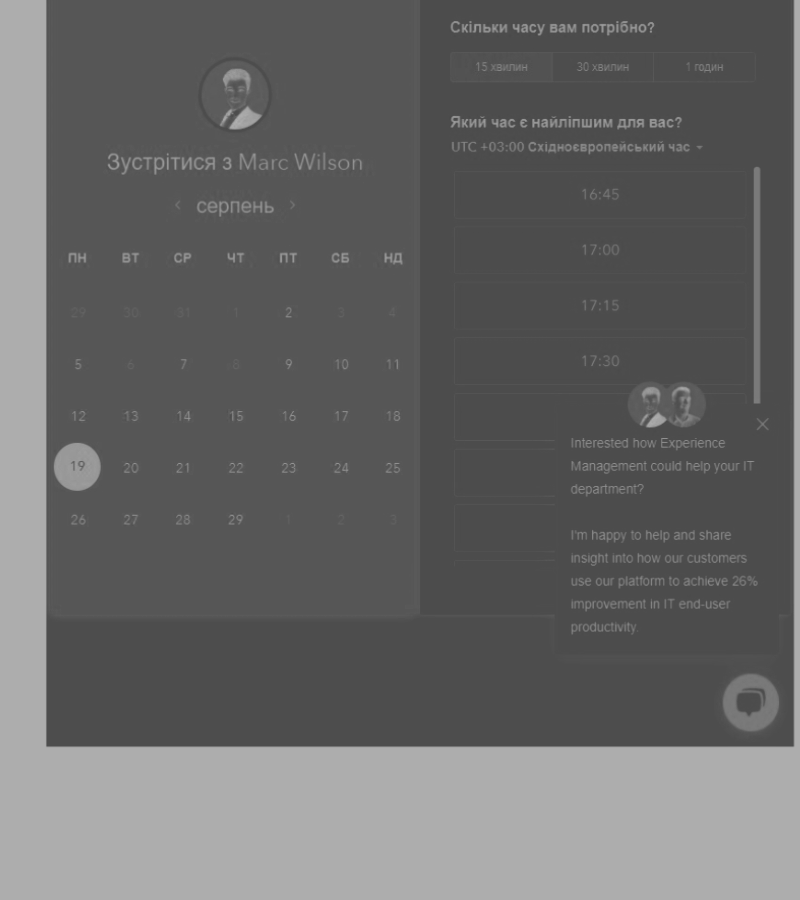 Зустрітися з Marc Wilson
< серпень >
ПН ВТ СР ЧТ ПТ СБ НД
29 30 31 1 2 3 4
5 6 7 8 9 10 11
12 13 14 15 16 17 18
19 20 21 22 23 24 25
26 27 28 29 1 2 3
Скільки часу вам потрібно?
15 хвилин 30 хвилин 1 годин
Який час є найліпшим для вас?
UTC +03:00 Східноєвропейський час
16:45
17:00
17:15
17:30
Interested how Experience
Management could help your IT
department?
I'm happy to help and share
insight into how our customers
use our platform to achieve 26%
improvement in IT end-user
productivity.